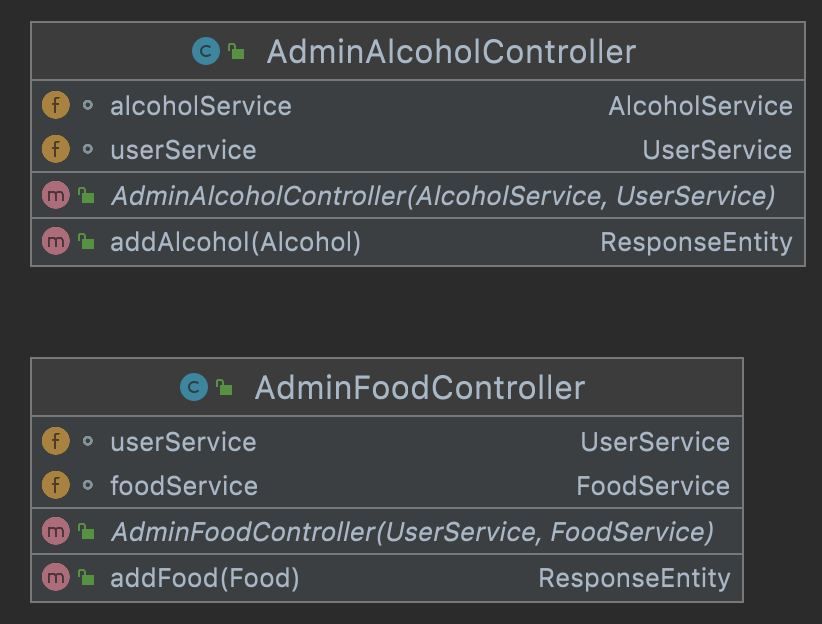 C AdminAlcoholController
f alcoholService AlcoholService
f userService UserService
m AdminAlcoholController(AlcoholService, UserService)
m addAlcohol(Alcohol) ResponseEntity
C AdminFoodController
f userService UserService
f foodService FoodService
m AdminFoodController(UserService, FoodService)
m addFood(Food) ResponseEntity